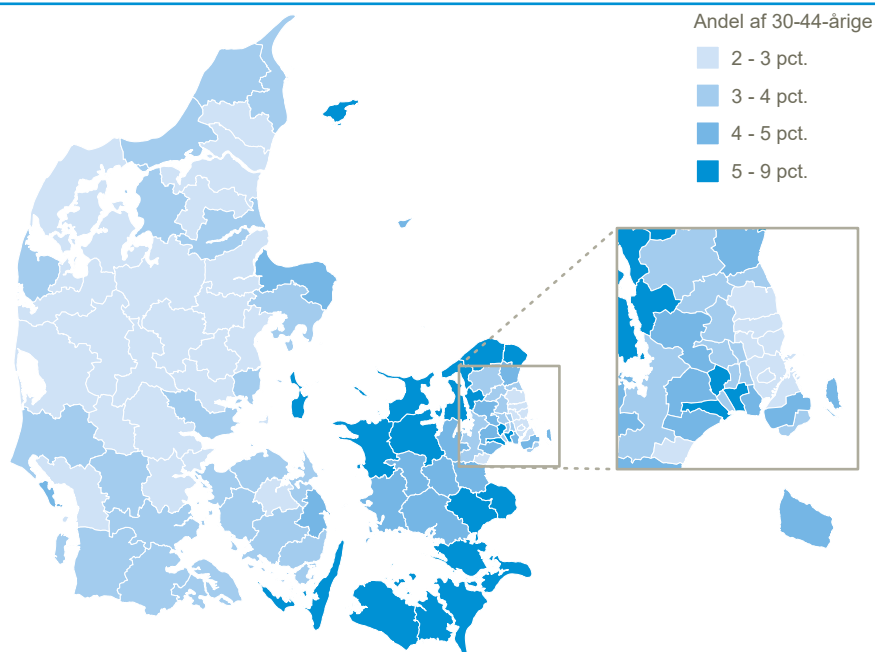 Andel af 30-44-årige
2 - 3 pct.
3 - 4 pct.
4 - 5 pct.
5 - 9 pct.